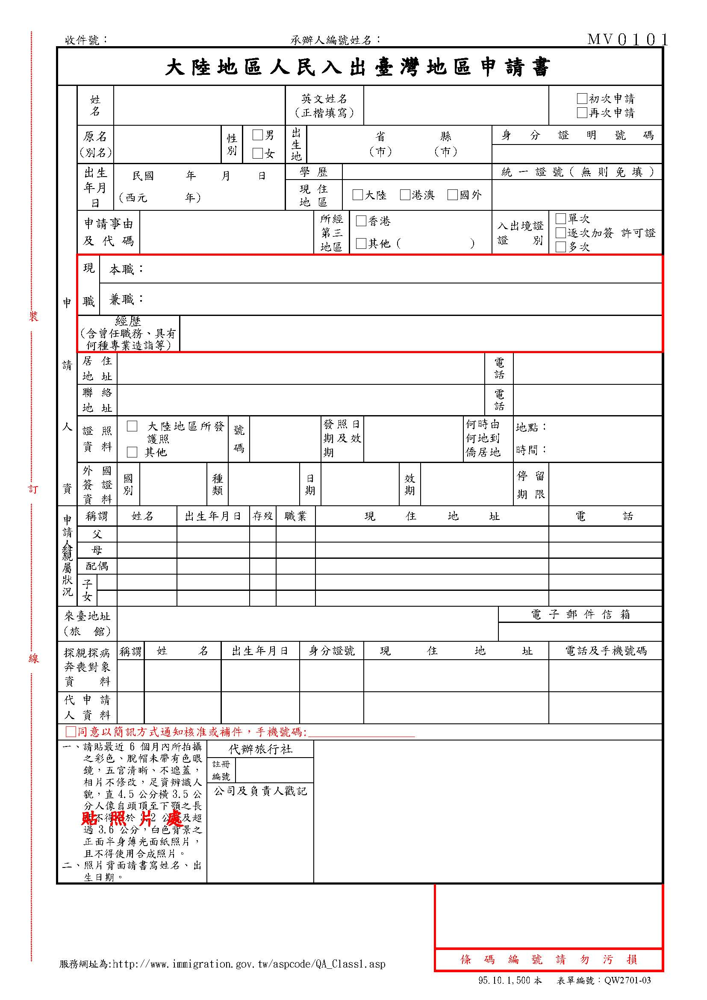 收件號：
承辦人編號姓名：
MV0101
大陸地區人民入出臺灣地區申請書
申請人資料
姓名
英文姓名
（正楷填寫）
□初次申請
□再次申請
原名
（別名）
性別
□男
□女
出生地
省
（市）
縣
（市）
身分證明號碼
出生
年月
日
民國 年 月 日
（西元 年）
學歷
現住
地區
□大陸 □港澳 □國外
統一證號（無則免填）
申請事由
及代碼
所經
第三
地區
□香港
□其他（ ）
入出境證
證別
□單次
□逐次加簽 許可證
□多次
現職
本職：
兼職：
經歷
（含曾任職務、具有
何種專業造詣等）
居住
地址
電話
聯絡
地址
電話
證照
資料
□ 大陸地區所發
護照
□ 其他
號碼
發照日
期及效
期
何時由
何地到
僑居地
地點：
時間：
外國
簽證
資料
國別
種類
日期
效期
停留
期限
申請人親屬狀況
稱謂 姓名 出生年月日 存歿 職業 現住地址 電話
父
母
配偶
子女
來臺地址
（旅 館）
電子郵件信箱
探親探病
奔喪對象
資料
稱謂 姓名 出生年月日 身分證號 現住地址 電話及手機號碼
代申請
人資料
□同意以簡訊方式通知核准或補件，手機號碼:
一、請貼最近 6 個月內所拍攝
之彩色、脫帽未帶有色眼
鏡，五官清晰、不遮蓋，
相片不修改，足資辨識人
貌，直 4.5 公分橫 3.5 公
分人像自頭頂至下顎之長
不得 於 2 公 及超
過 3.6 公分，白色背景之
正面半身薄光面紙照片，
且不得使用合成照片。
二、照片背面請書寫姓名、出
生日期。
貼照片處
代辦旅行社
註冊
編號
公司及負責人戳記
條碼編號請勿污損
服務網址為:http://www.immigration.gov.tw/aspcode/QA_Class1.asp
95.10.1,500 本 表單編號：QW2701-03
裝
訂
線